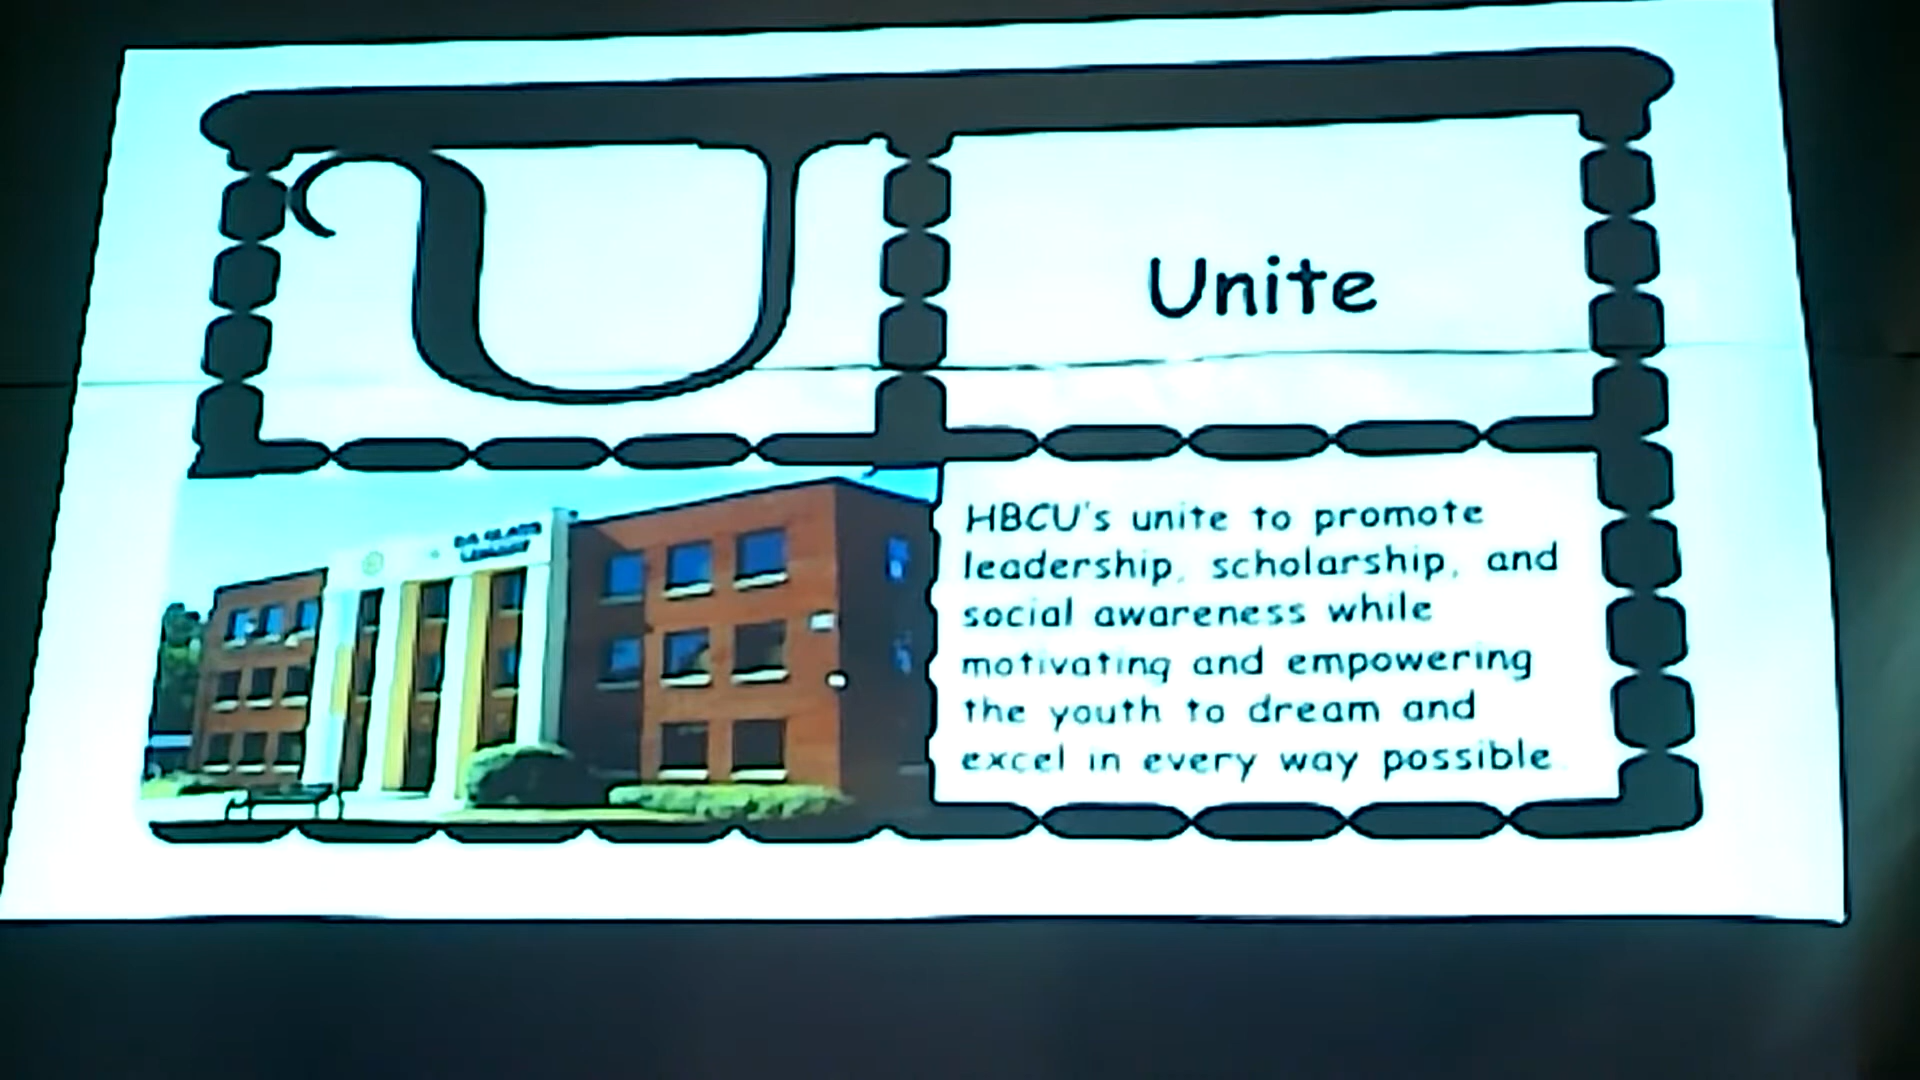 U
Unite
HBCU's unite to promote
leadership, scholarship, and
social awareness while
motivating and empowering
the youth to dream and
excel in every way possible
LIBRARY